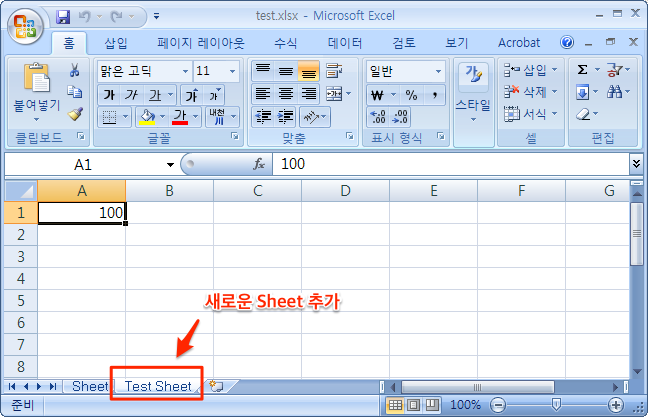 test.xlsx - Microsoft Excel
홈 삽입 페이지 레이아웃 수식 데이터 검토 보기 Acrobat
붙여넣기
클립보드
맑은 고딕 11
가 가 가 가 가
가 내천
글꼴
맞춤
일반
₩ % ,
표시 형식
스타일
삽입
삭제
서식
셀
Σ
편집
A1 fx 100
A B C D E F G
1 100
2
3
4
5
새로운 Sheet 추가
6
7
8
Sheet Test Sheet
준비 100%